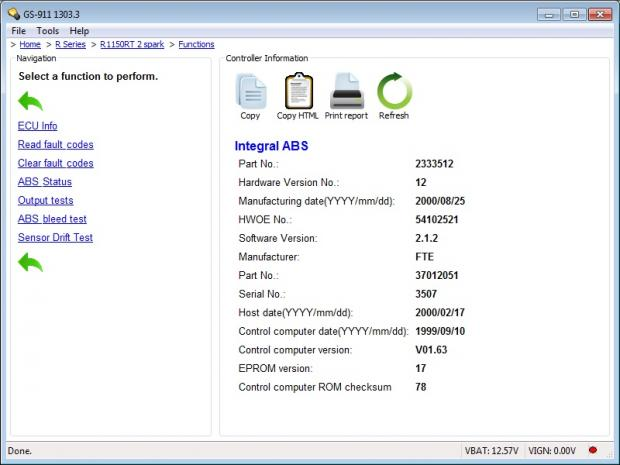 GS-911 1303.3
File Tools Help
> Home > R Series > R1150RT 2 spark > Functions
Navigation
Select a function to perform.
ECU Info
Read fault codes
Clear fault codes
ABS Status
Output tests
ABS bleed test
Sensor Drift Test
Controller Information
Copy Copy HTML Print report Refresh
Integral ABS
Part No.: 2333512
Hardware Version No.: 12
Manufacturing date(YYYY/mm/dd): 2000/08/25
HWOE No.: 54102521
Software Version: 2.1.2
Manufacturer: FTE
Part No.: 37012051
Serial No.: 3507
Host date(YYYY/mm/dd): 2000/02/17
Control computer date(YYYY/mm/dd): 1999/09/10
Control computer version: V01.63
EPROM version: 17
Control computer ROM checksum 78
Done. VBAT: 12.57V VIGN: 0.00V